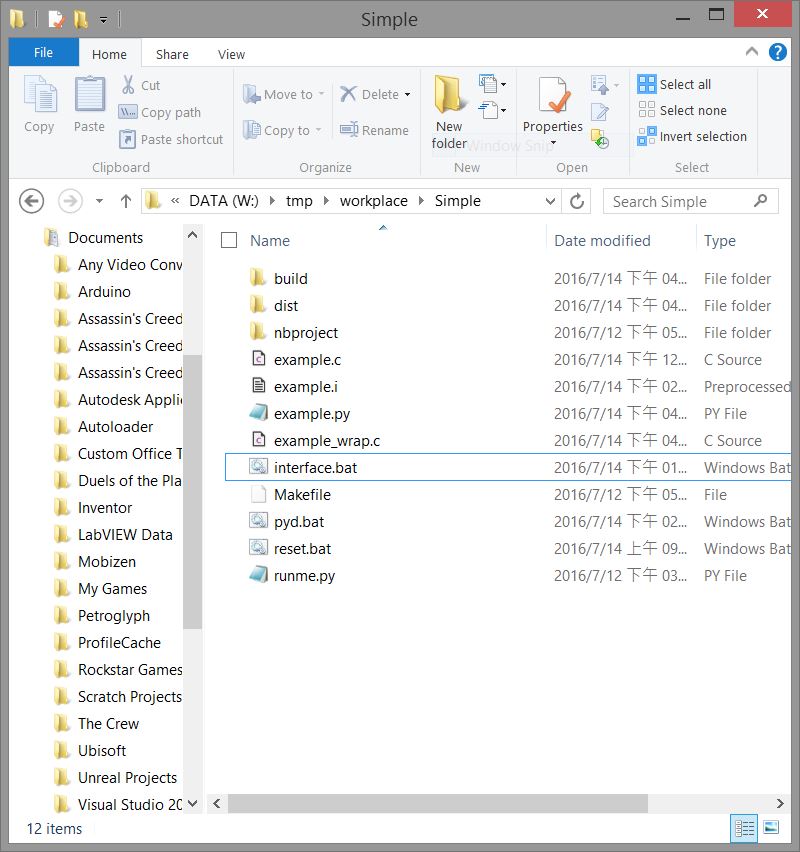 Simple
File Home Share View
Copy
Paste
Cut
Copy path
Paste shortcut
Clipboard
Move to
Copy to
Delete
Rename
Organize
New
folder
New
Window Snip
Properties
Open
Select all
Select none
Invert selection
Select
« DATA (W:) tmp workplace Simple
Search Simple
Documents
Any Video Conv
Arduino
Assassin's Creed
Assassin's Creed
Assassin's Creed
Autodesk Applic
Autoloader
Custom Office T
Duels of the Pla
Inventor
LabVIEW Data
Mobizen
My Games
Petroglyph
ProfileCache
Rockstar Games
Scratch Projects
The Crew
Ubisoft
Unreal Projects
Visual Studio 20
Name Date modified Type
build 2016/7/14 下午 04... File folder
dist 2016/7/14 下午 04... File folder
nbproject 2016/7/12 下午 05... File folder
example.c 2016/7/14 下午 12... C Source
example.i 2016/7/14 下午 02... Preprocessed
example.py 2016/7/14 下午 04... PY File
example_wrap.c 2016/7/14 下午 04... C Source
interface.bat 2016/7/14 下午 01... Windows Bat
Makefile 2016/7/12 下午 05... File
pyd.bat 2016/7/14 下午 02... Windows Bat
reset.bat 2016/7/14 上午 09... Windows Bat
runme.py 2016/7/12 下午 03... PY File
12 items